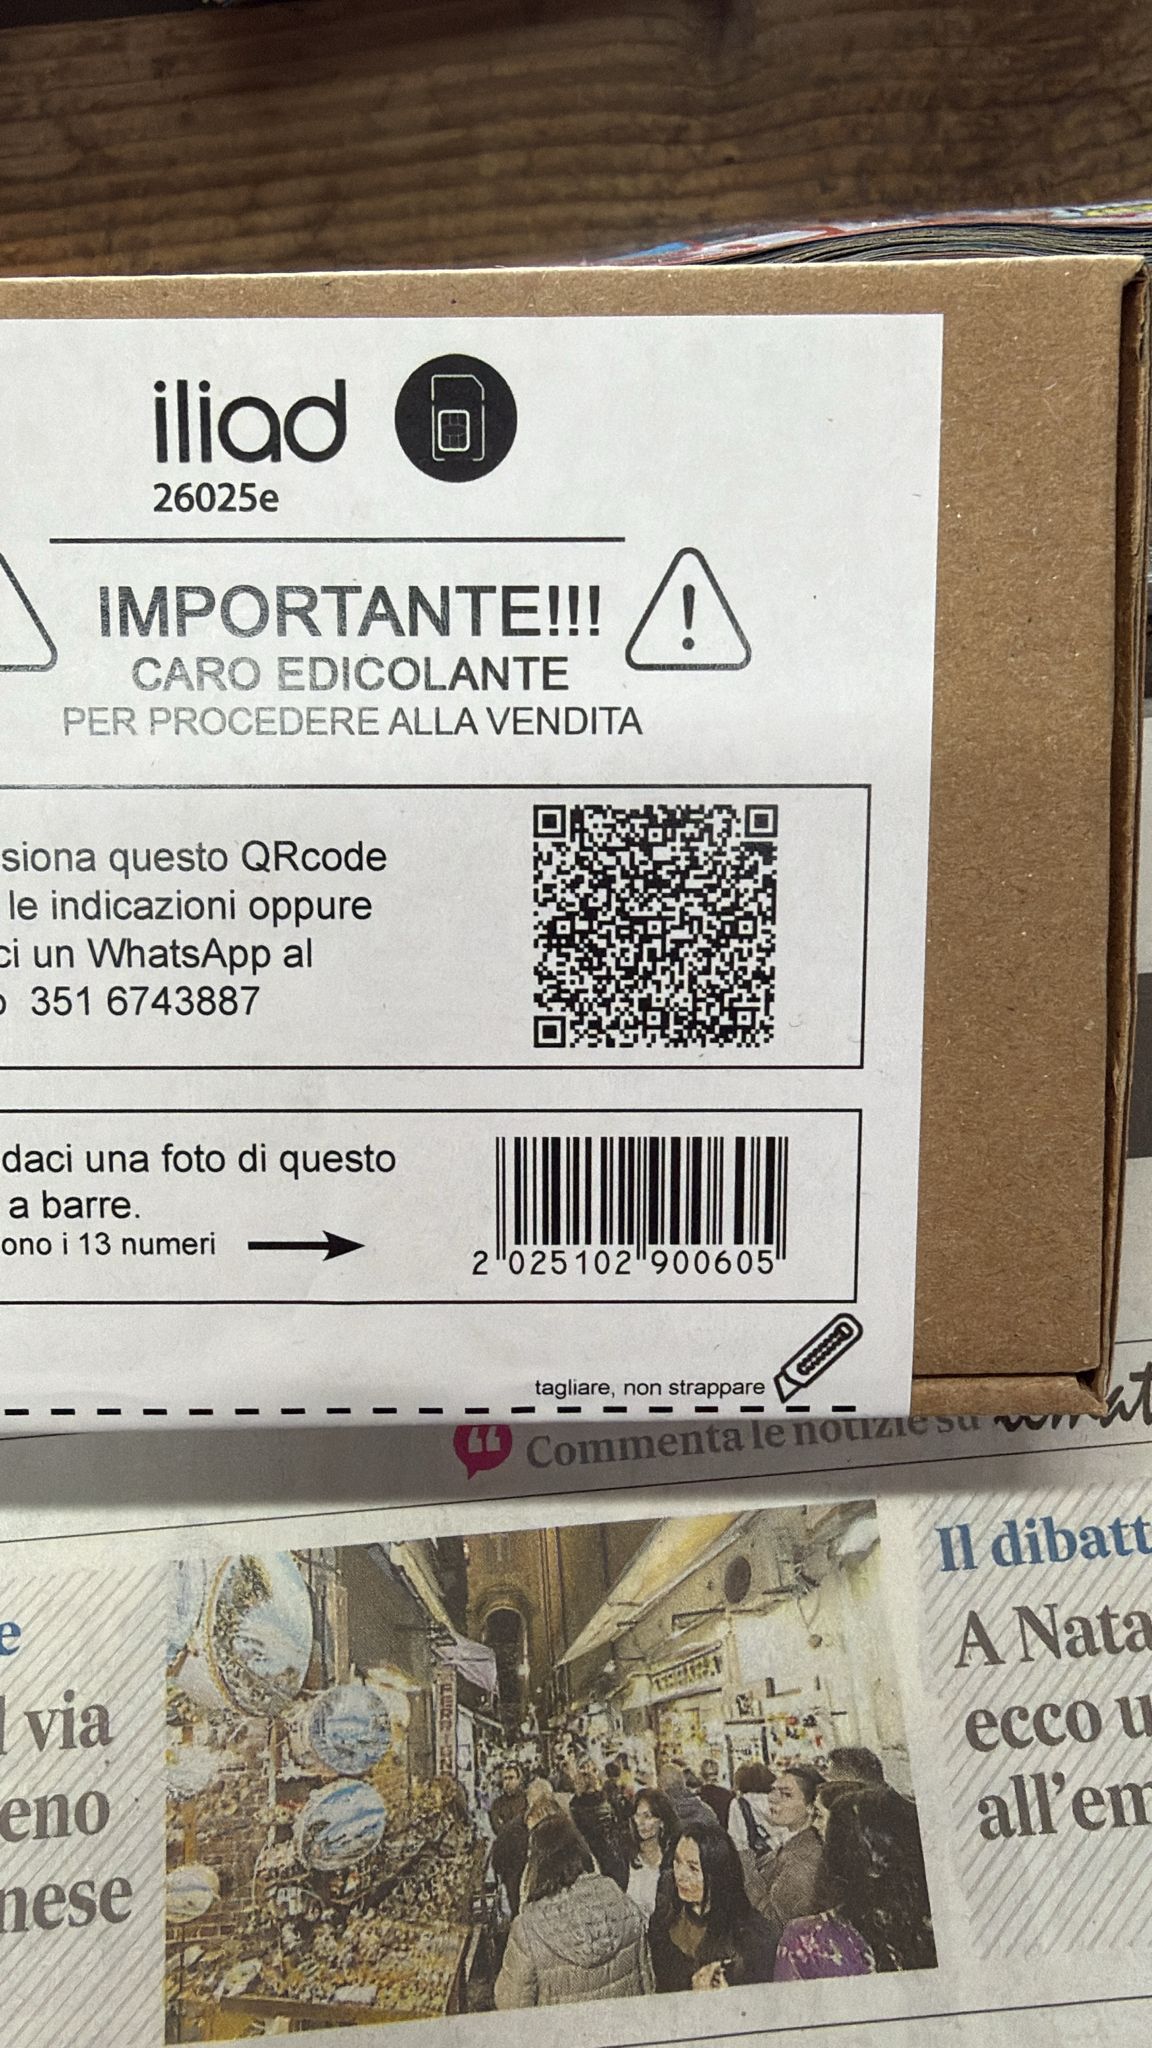 iliad
26025e
IMPORTANTE!!!
CARO EDICOLANTE
PER PROCEDERE ALLA VENDITA
siona questo QRcode
le indicazioni oppure
ci un WhatsApp al
o 351 6743887
daci una foto di questo
a barre.
ono i 13 numeri
2 025102 900605
tagliare, non strappare
Commenta le notizie su
Il dibatt
A Nata
ecco u
all'em
e
l via
eno
nese